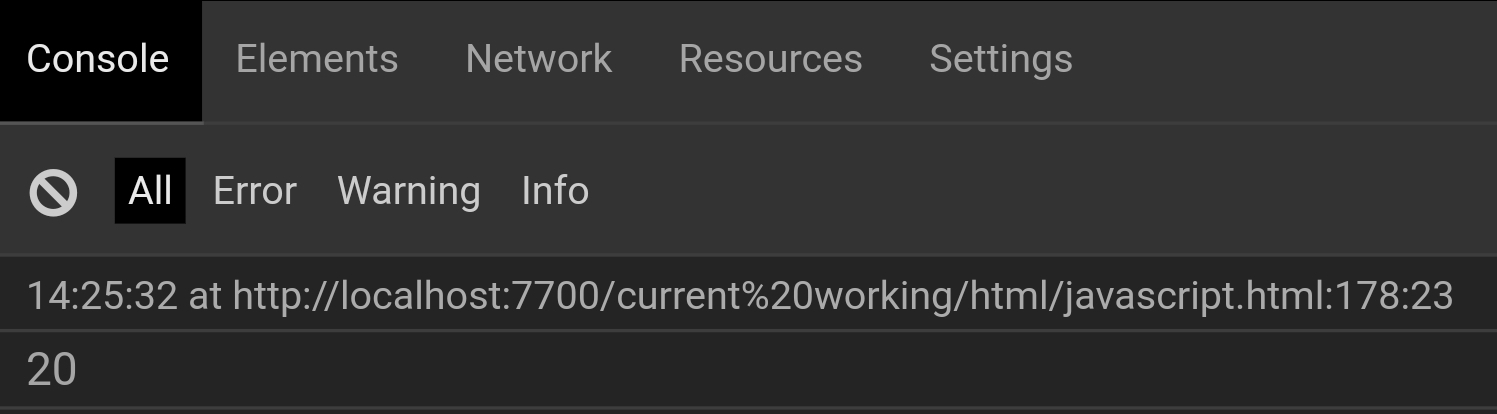 Console Elements Network Resources Settings
All Error Warning Info
14:25:32 at http://localhost:7700/current%20working/html/javascript.html:178:23
20